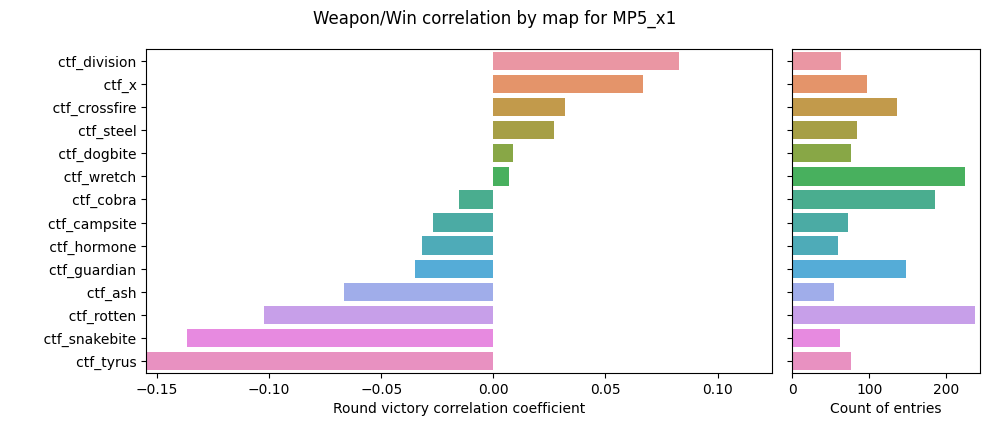 Weapon/Win correlation by map for MP5_x1
ctf_division
ctf_x
ctf_crossfire
ctf_steel
ctf_dogbite
ctf_wretch
ctf_cobra
ctf_campsite
ctf_hormone
ctf_guardian
ctf_ash
ctf_rotten
ctf_snakebite
ctf_tyrus
−0.15 −0.10 −0.05 0.00 0.05 0.10
Round victory correlation coefficient
0 100 200
Count of entries